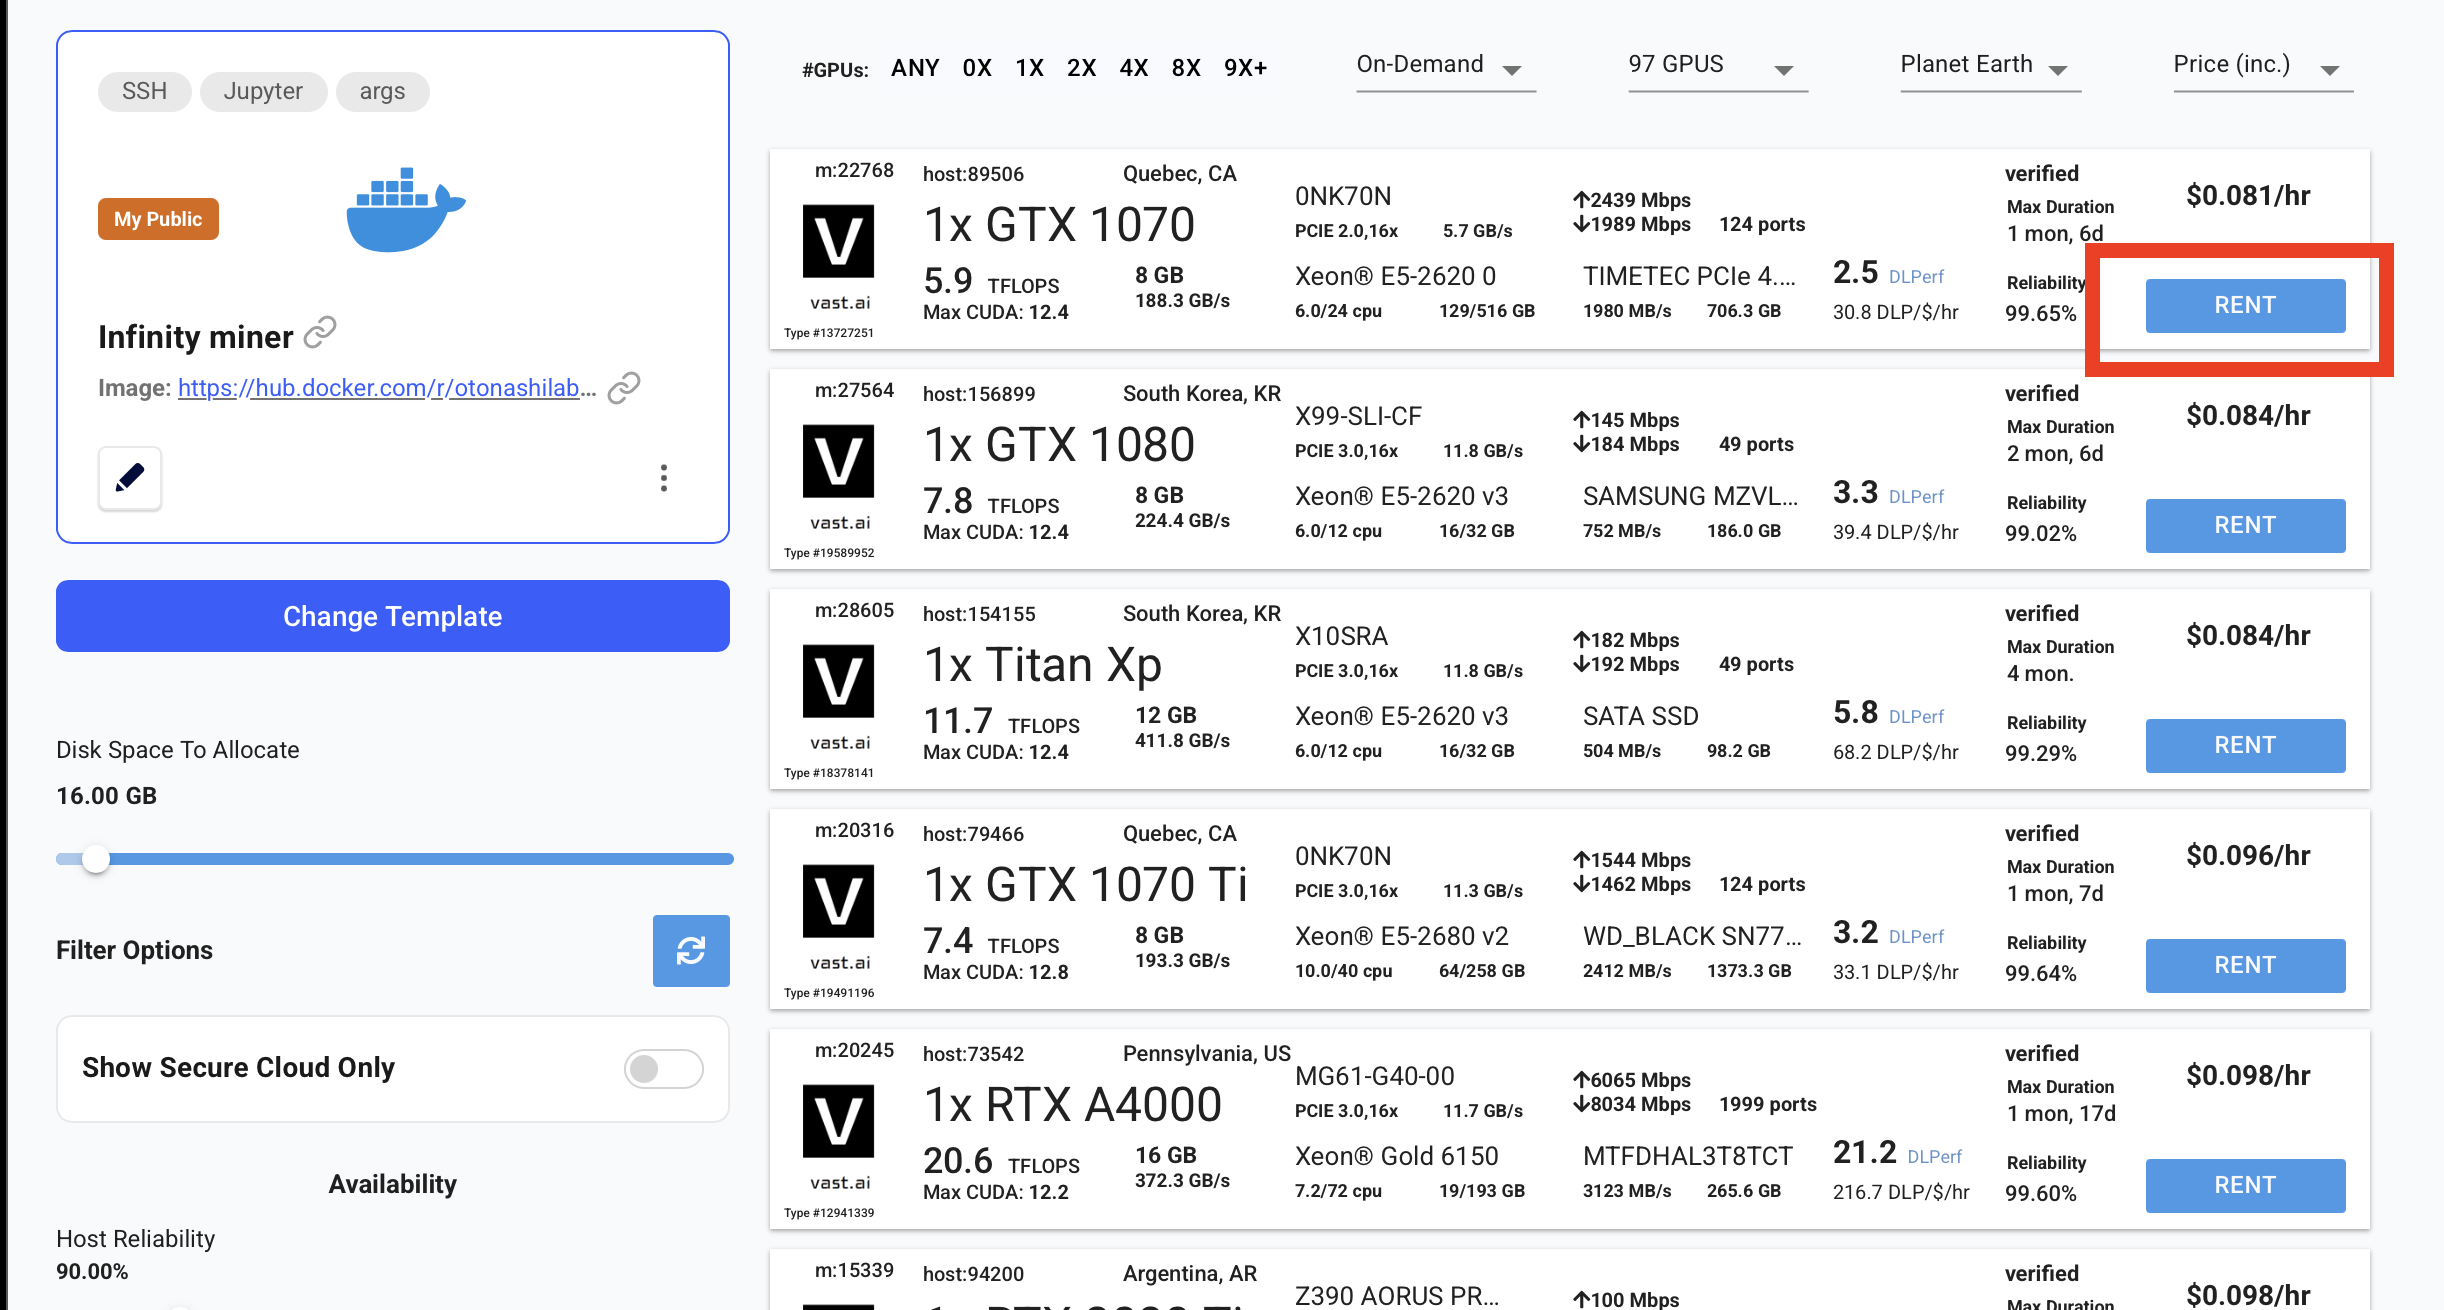 SSH Jupyter args
My Public
Infinity miner
Image: https://hub.docker.com/r/otonashilab...
Change Template
Disk Space To Allocate
16.00 GB
Filter Options
Show Secure Cloud Only
Availability
Host Reliability
90.00%
#GPUs: ANY 0X 1X 2X 4X 8X 9X+ On-Demand 97 GPUS Planet Earth Price (inc.)
m:22768 host:89506 Quebec, CA verified
V
vast.ai
Type #13727251
1x GTX 1070
5.9 TFLOPS 8 GB
Max CUDA: 12.4 188.3 GB/s
0NK70N
PCIE 2.0,16x 5.7 GB/s
Xeon® E5-2620 0
6.0/24 cpu 129/516 GB
↑2439 Mbps
↓1989 Mbps 124 ports
TIMETEC PCIe 4....
1980 MB/s 706.3 GB
2.5 DLPerf
30.8 DLP/$/hr
Max Duration
1 mon, 6d
Reliability
99.65%
$0.081/hr
RENT
m:27564 host:156899 South Korea, KR verified
V
vast.ai
Type #19589952
1x GTX 1080
7.8 TFLOPS 8 GB
Max CUDA: 12.4 224.4 GB/s
X99-SLI-CF
PCIE 3.0,16x 11.8 GB/s
Xeon® E5-2620 v3
6.0/12 cpu 16/32 GB
↑145 Mbps
↓184 Mbps 49 ports
SAMSUNG MZVL...
752 MB/s 186.0 GB
3.3 DLPerf
39.4 DLP/$/hr
Max Duration
2 mon, 6d
Reliability
99.02%
$0.084/hr
RENT
m:28605 host:154155 South Korea, KR verified
V
vast.ai
Type #18378141
1x Titan Xp
11.7 TFLOPS 12 GB
Max CUDA: 12.4 411.8 GB/s
X10SRA
PCIE 3.0,16x 11.8 GB/s
Xeon® E5-2620 v3
6.0/12 cpu 16/32 GB
↑182 Mbps
↓192 Mbps 49 ports
SATA SSD
504 MB/s 98.2 GB
5.8 DLPerf
68.2 DLP/$/hr
Max Duration
4 mon.
Reliability
99.29%
$0.084/hr
RENT
m:20316 host:79466 Quebec, CA verified
V
vast.ai
Type #19491196
1x GTX 1070 Ti
7.4 TFLOPS 8 GB
Max CUDA: 12.8 193.3 GB/s
0NK70N
PCIE 3.0,16x 11.3 GB/s
Xeon® E5-2680 v2
10.0/40 cpu 64/258 GB
↑1544 Mbps
↓1462 Mbps 124 ports
WD_BLACK SN77...
2412 MB/s 1373.3 GB
3.2 DLPerf
33.1 DLP/$/hr
Max Duration
1 mon, 7d
Reliability
99.64%
$0.096/hr
RENT
m:20245 host:73542 Pennsylvania, US verified
V
vast.ai
Type #12941339
1x RTX A4000
20.6 TFLOPS 16 GB
Max CUDA: 12.2 372.3 GB/s
MG61-G40-00
PCIE 3.0,16x 11.7 GB/s
Xeon® Gold 6150
7.2/72 cpu 19/193 GB
↑6065 Mbps
↓8034 Mbps 1999 ports
MTFDHAL3T8TCT
3123 MB/s 265.6 GB
21.2 DLPerf
216.7 DLP/$/hr
Max Duration
1 mon, 17d
Reliability
99.60%
$0.098/hr
RENT
m:15339 host:94200 Argentina, AR verified
Z390 AORUS PR...
↑100 Mbps
Max Duration
$0.098/hr